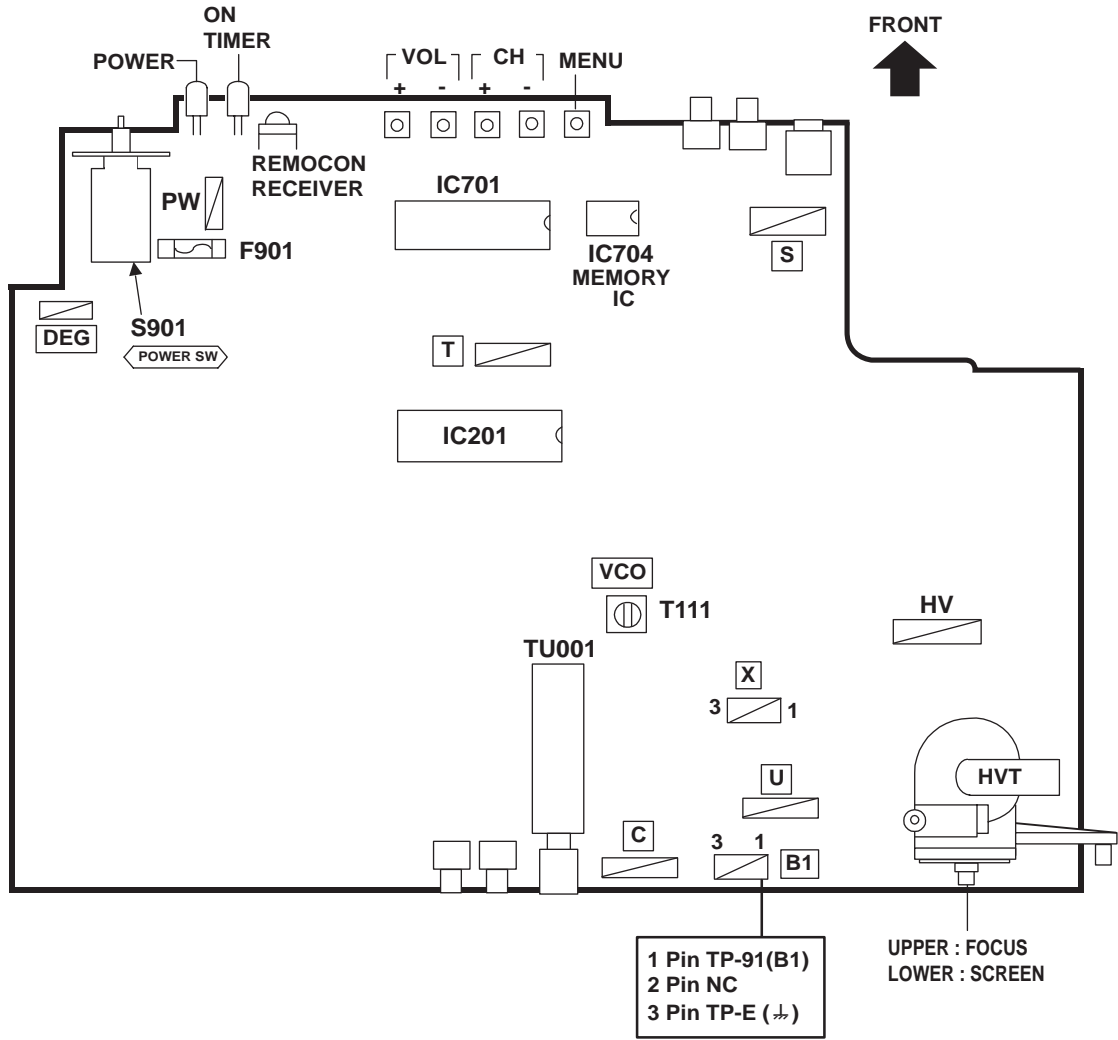 ON
TIMER
POWER
VOL
CH
MENU
FRONT
+ - + -
REMOCON
RECEIVER
PW
F901
IC701
IC704
MEMORY
IC
S
DEG
S901
POWER SW
T
IC201
VCO
T111
HV
TU001
X
3 1
HVT
U
C
3 1
B1
1 Pin TP-91(B1)
2 Pin NC
3 Pin TP-E (⏚)
UPPER : FOCUS
LOWER : SCREEN